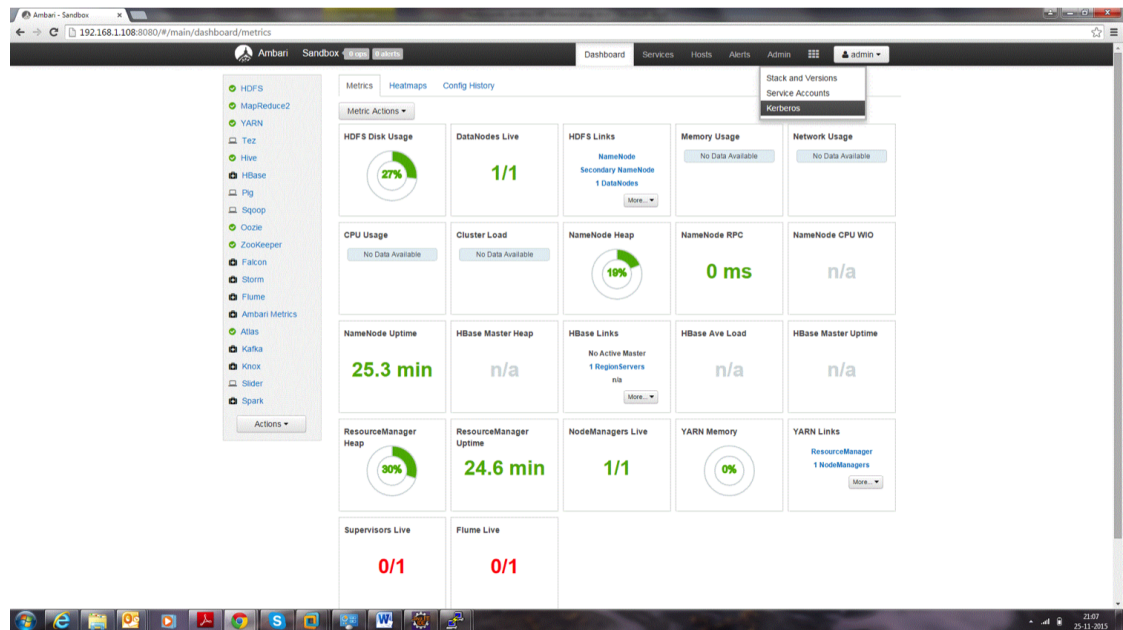 Ambari - Sandbox
192.168.1.108:8080/#/main/dashboard/metrics
Ambari Sandbox 0 ops 0 alerts Dashboard Services Hosts Alerts Admin admin
Stack and Versions
Service Accounts
Kerberos
HDFS
MapReduce2
YARN
Tez
Hive
HBase
Pig
Sqoop
Oozie
ZooKeeper
Falcon
Storm
Flume
Ambari Metrics
Atlas
Kafka
Knox
Slider
Spark
Actions
Metrics Heatmaps Config History
Metric Actions
HDFS Disk Usage
27%
DataNodes Live
1/1
HDFS Links
NameNode
Secondary NameNode
1 DataNodes
More...
Memory Usage
No Data Available
Network Usage
No Data Available
CPU Usage
No Data Available
Cluster Load
No Data Available
NameNode Heap
19%
NameNode RPC
0 ms
NameNode CPU WIO
n/a
NameNode Uptime
25.3 min
HBase Master Heap
n/a
HBase Links
No Active Master
1 RegionServers
n/a
More...
HBase Ave Load
n/a
HBase Master Uptime
n/a
ResourceManager
Heap
30%
ResourceManager
Uptime
24.6 min
NodeManagers Live
1/1
YARN Memory
0%
YARN Links
ResourceManager
1 NodeManagers
More...
Supervisors Live
0/1
Flume Live
0/1
21:07
25-11-2015